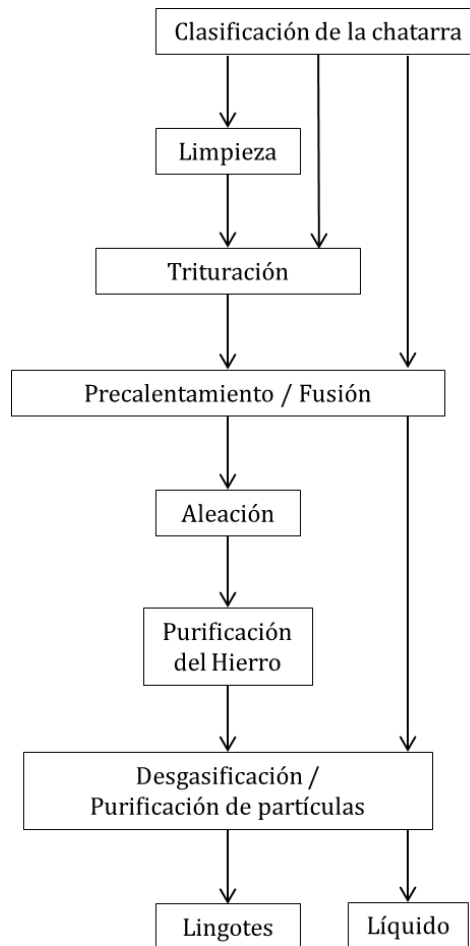 Clasificación de la chatarra
Limpieza
Trituración
Precalentamiento / Fusión
Aleación
Purificación
del Hierro
Desgasificación /
Purificación de partículas
Lingotes
Líquido